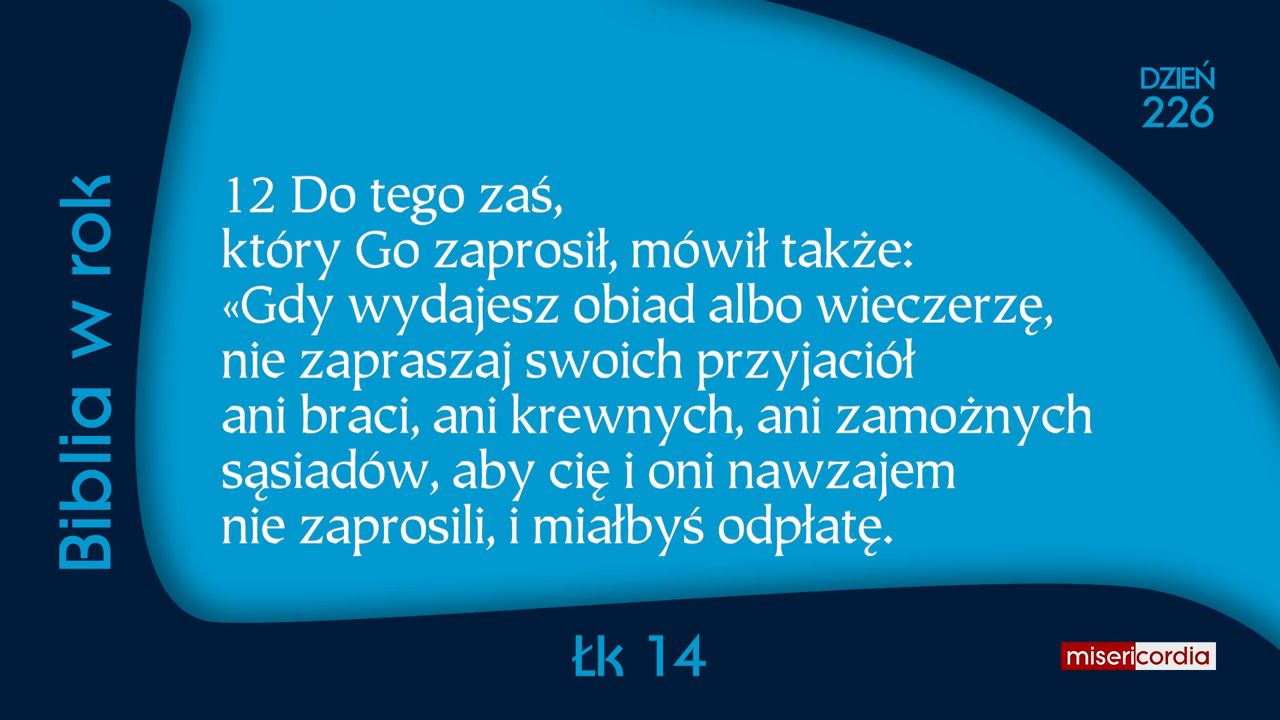 DZIEŃ
226
Biblia w rok
12 Do tego zaś,
który Go zaprosił, mówił także:
«Gdy wydajesz obiad albo wieczerzę,
nie zapraszaj swoich przyjaciół
ani braci, ani krewnych, ani zamożnych
sąsiadów, aby cię i oni nawzajem
nie zaprosili, i miałbyś odpłatę.
Łk 14
misericordia